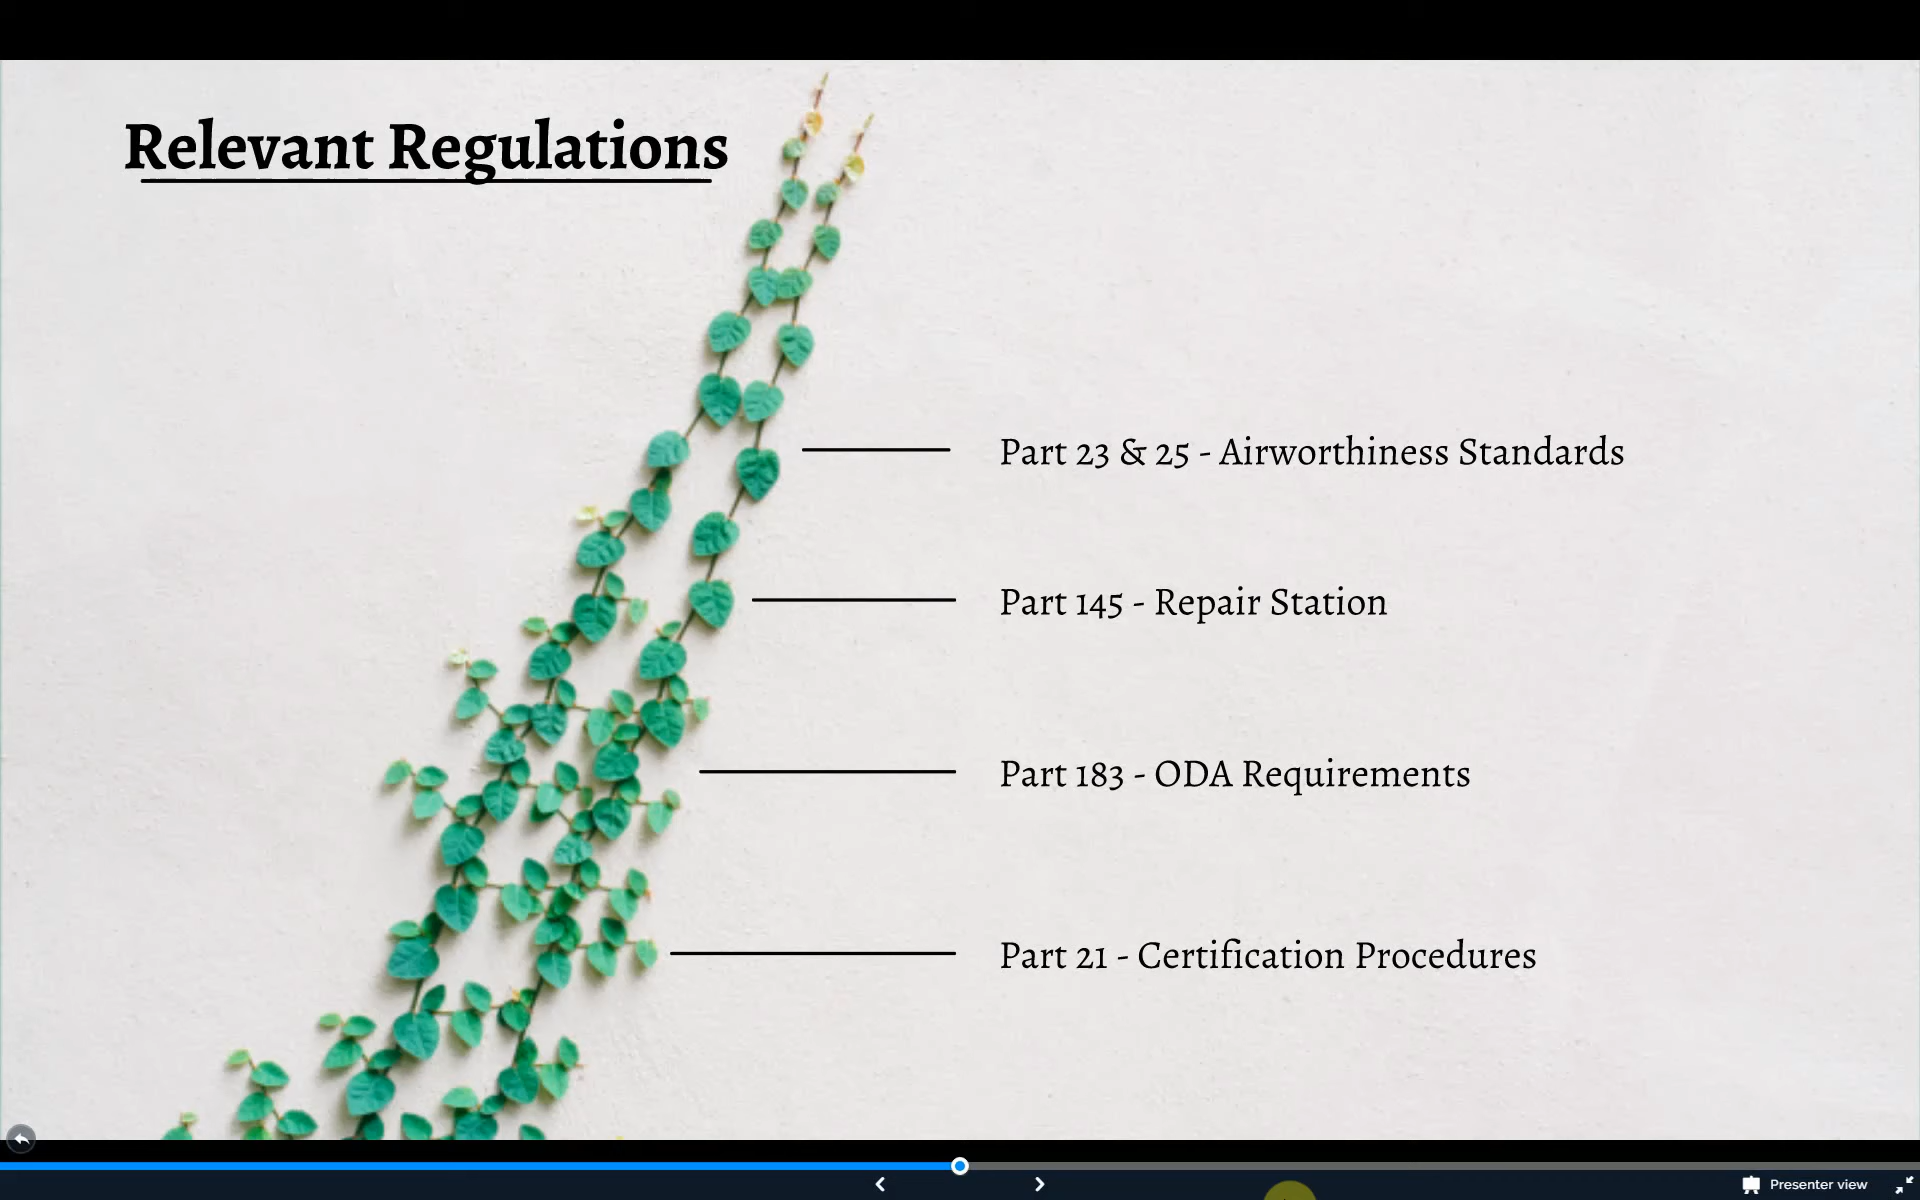 Relevant Regulations
Part 23 & 25 - Airworthiness Standards
Part 145 - Repair Station
Part 183 - ODA Requirements
Part 21 - Certification Procedures
Presenter view